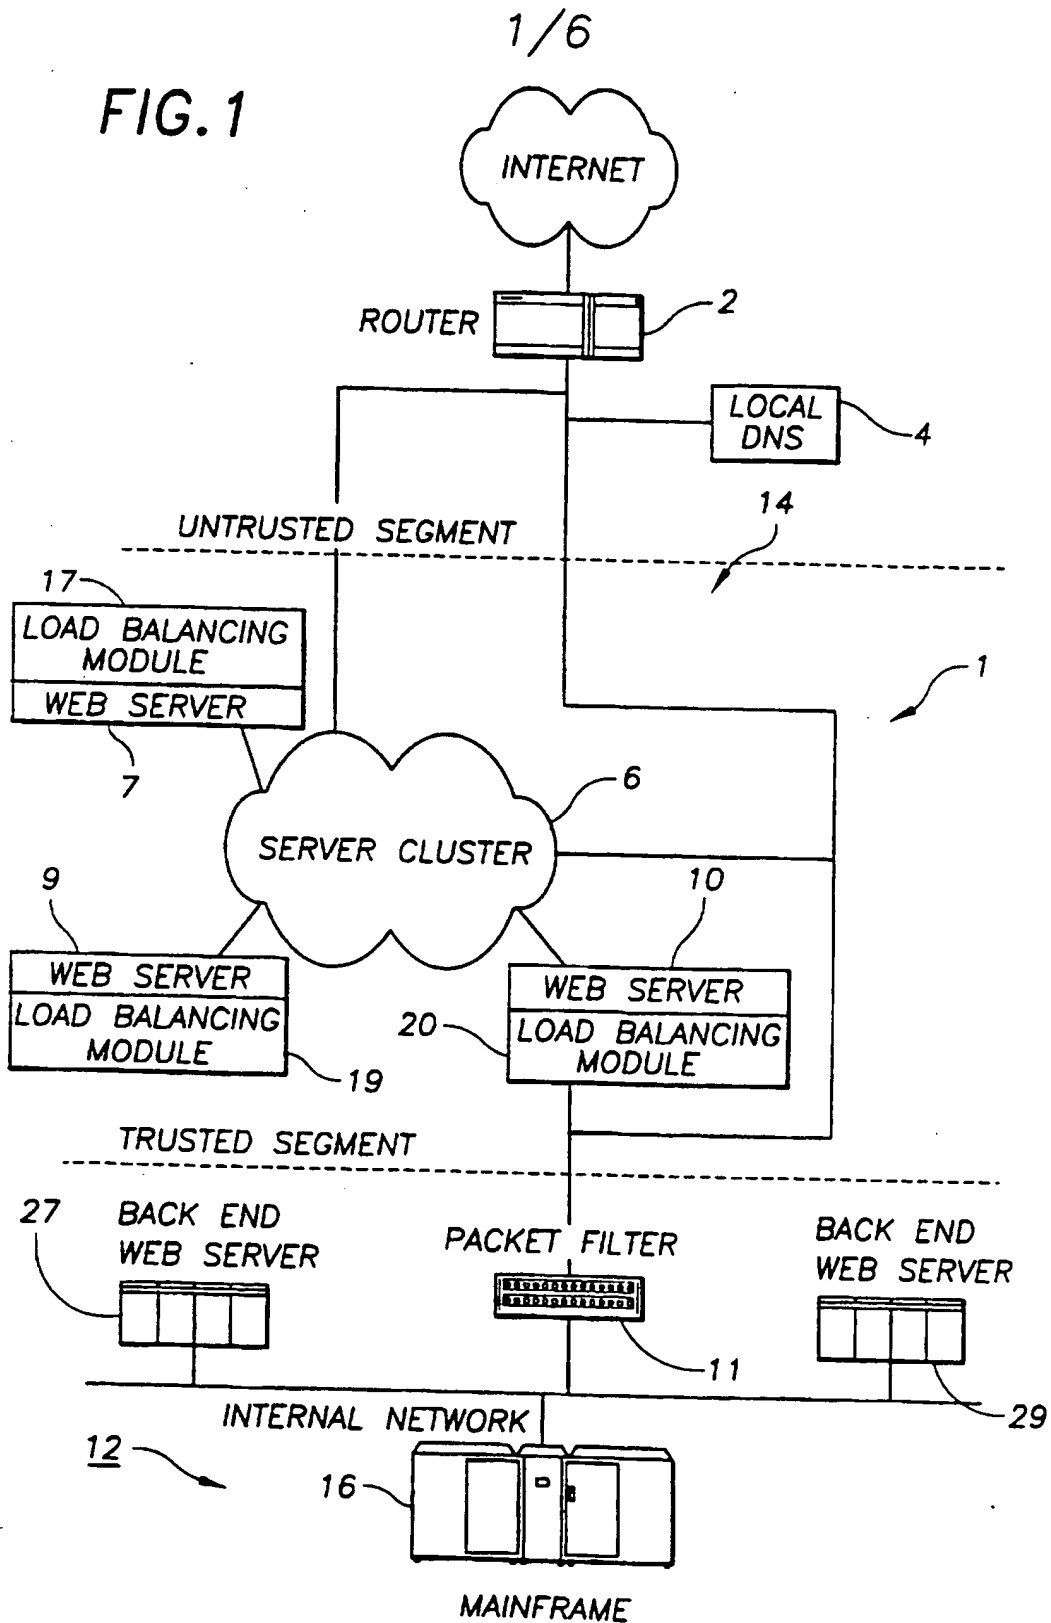 1/6
FIG. 1
INTERNET
ROUTER
2
LOCAL
DNS
4
14
UNTRUSTED SEGMENT
17
LOAD BALANCING
MODULE
WEB SERVER
7
1
6
SERVER CLUSTER
9
WEB SERVER
LOAD BALANCING
MODULE
19
10
WEB SERVER
LOAD BALANCING
MODULE
20
TRUSTED SEGMENT
27
BACK END
WEB SERVER
PACKET FILTER
11
BACK END
WEB SERVER
29
INTERNAL NETWORK
12
16
MAINFRAME